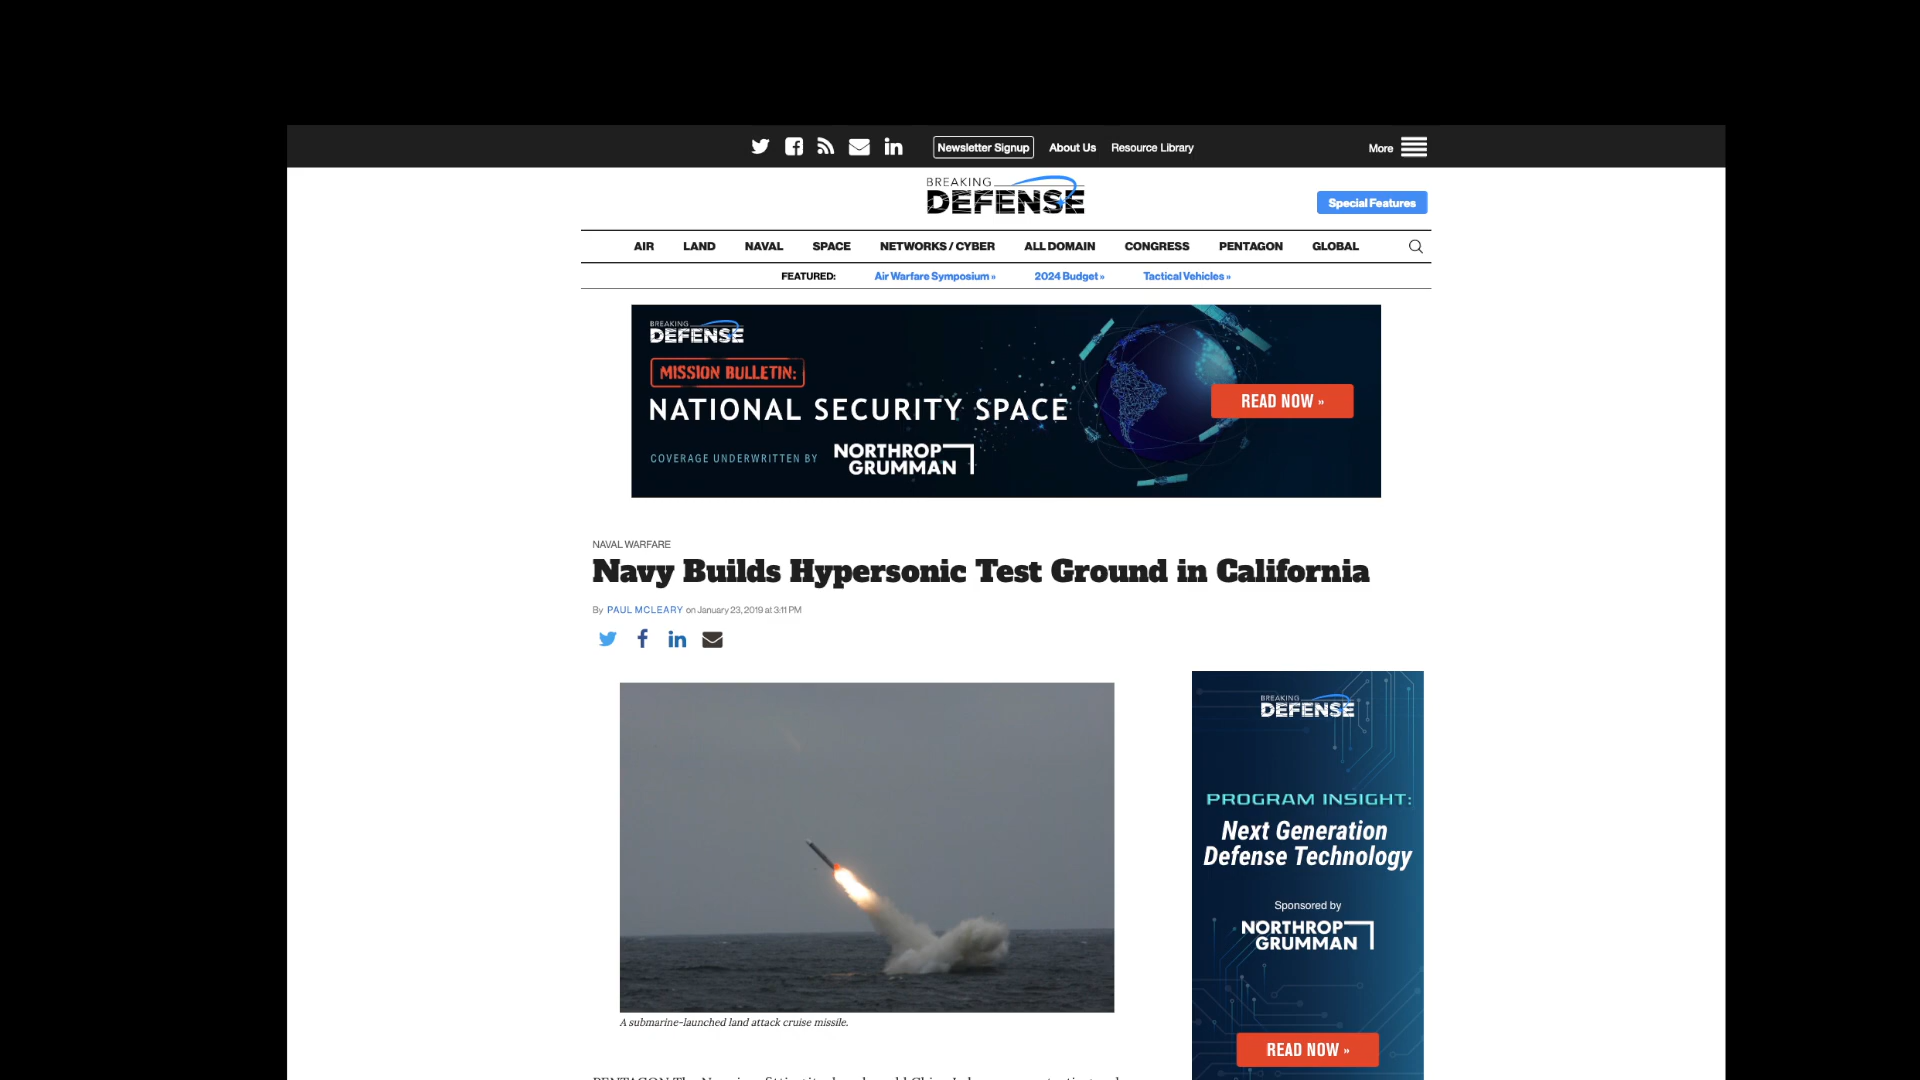 Newsletter Signup About Us Resource Library More
BREAKING
DEFENSE
Special Features
AIR LAND NAVAL SPACE NETWORKS / CYBER ALL DOMAIN CONGRESS PENTAGON GLOBAL
FEATURED: Air Warfare Symposium » 2024 Budget » Tactical Vehicles »
BREAKING
DEFENSE
MISSION BULLETIN:
NATIONAL SECURITY SPACE
READ NOW »
COVERAGE UNDERWRITTEN BY NORTHROP
GRUMMAN
NAVAL WARFARE
Navy Builds Hypersonic Test Ground in California
By PAUL MCLEARY on January 23, 2019 at 3:11 PM
A submarine-launched land attack cruise missile.
BREAKING
DEFENSE
PROGRAM INSIGHT:
Next Generation
Defense Technology
Sponsored by
NORTHROP
GRUMMAN
READ NOW »